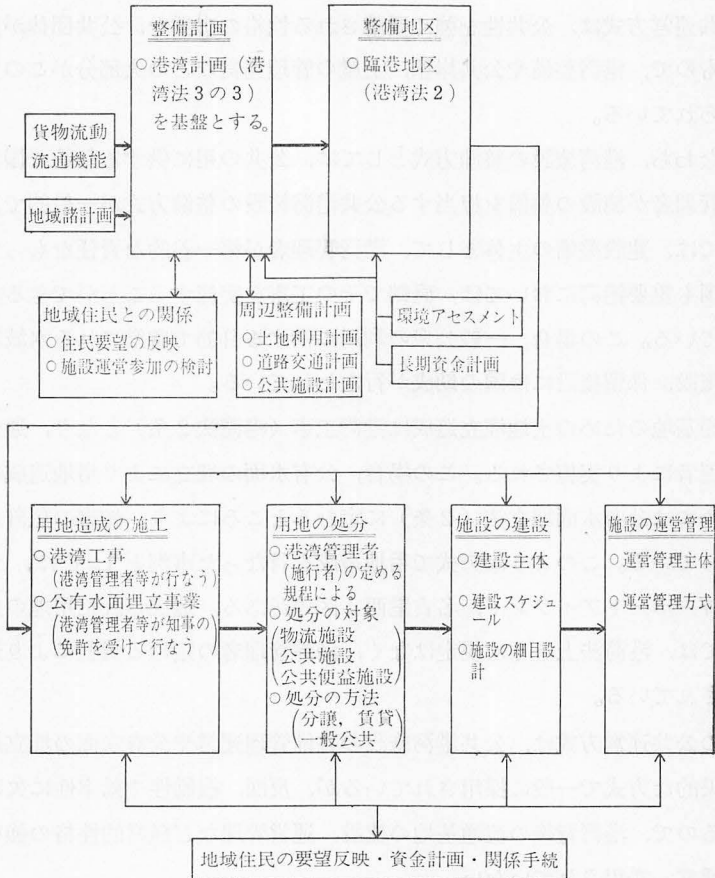 整備計画
○港湾計画（港
湾法3の3）
を基盤とする。
整備地区
○臨港地区
（港湾法2）
貨物流動
流通機能
地域諸計画
地域住民との関係
○住民要望の反映
○施設運営参加の検討
周辺整備計画
○土地利用計画
○道路交通計画
○公共施設計画
環境アセスメント
長期資金計画
用地造成の施工
○港湾工事
（港湾管理者等が行なう）
○公有水面埋立事業
（港湾管理者等が知事の
免許を受けて行なう）
用地の処分
○港湾管理者
（施行者）の定める
規程による
○処分の対象
（物流施設
公共施設
公共便益施設）
○処分の方法
（分譲，賃貸
一般公共）
施設の建設
○建設主体
○建設スケジュ
ール
○施設の細目設
計
施設の運営管理
○運営管理主体
○運営管理方式
地域住民の要望反映・資金計画・関係手続